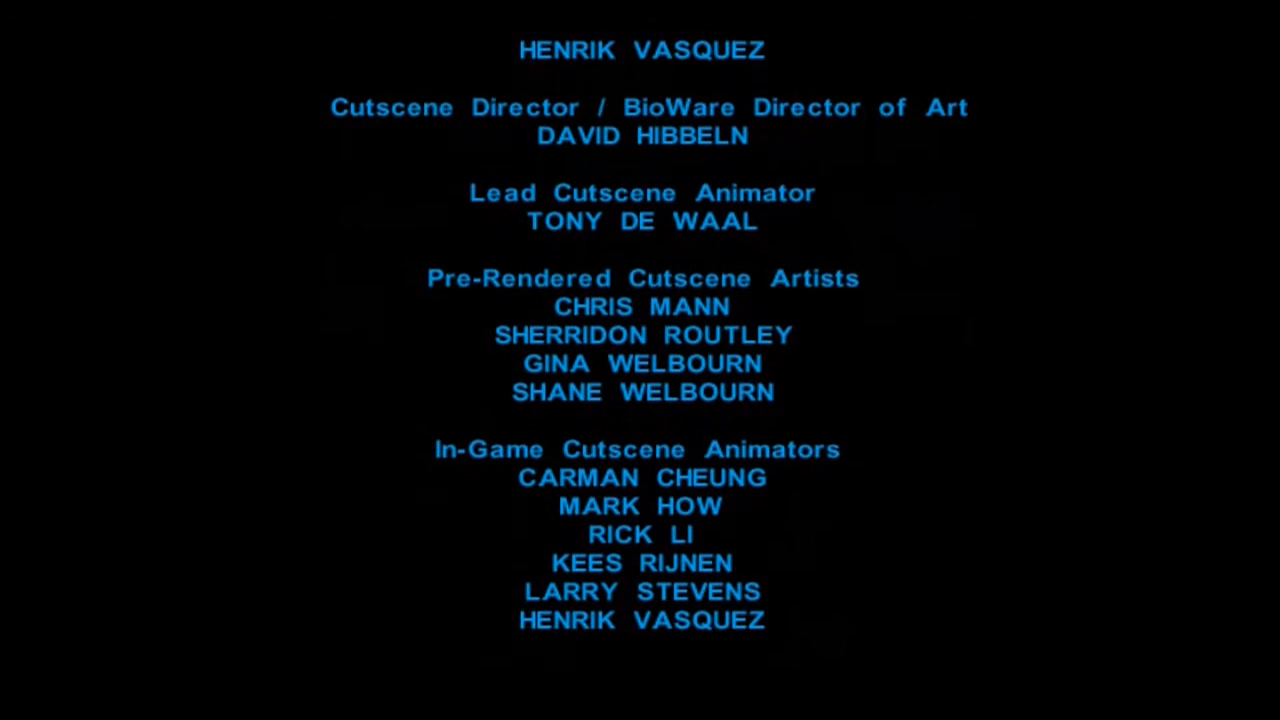 HENRIK VASQUEZ
Cutscene Director / BioWare Director of Art
DAVID HIBBELN
Lead Cutscene Animator
TONY DE WAAL
Pre-Rendered Cutscene Artists
CHRIS MANN
SHERRIDON ROUTLEY
GINA WELBOURN
SHANE WELBOURN
In-Game Cutscene Animators
CARMAN CHEUNG
MARK HOW
RICK LI
KEES RIJNEN
LARRY STEVENS
HENRIK VASQUEZ